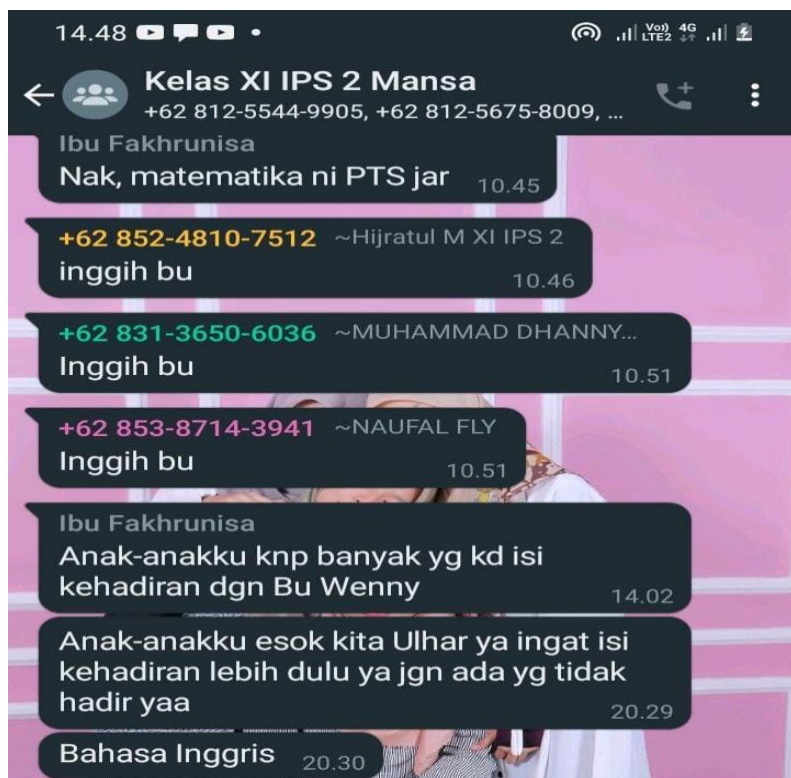 14.48
Vo)) 4G
LTE2
Kelas XI IPS 2 Mansa
+62 812-5544-9905, +62 812-5675-8009, ...
Ibu Fakhrunisa
Nak, matematika ni PTS jar 10.45
+62 852-4810-7512 ~Hijratul M XI IPS 2
inggih bu 10.46
+62 831-3650-6036 ~MUHAMMAD DHANNY...
Inggih bu 10.51
+62 853-8714-3941 ~NAUFAL FLY
Inggih bu 10.51
Ibu Fakhrunisa
Anak-anakku knp banyak yg kd isi
kehadiran dgn Bu Wenny 14.02
Anak-anakku esok kita Ulhar ya ingat isi
kehadiran lebih dulu ya jgn ada yg tidak
hadir yaa 20.29
Bahasa Inggris 20.30